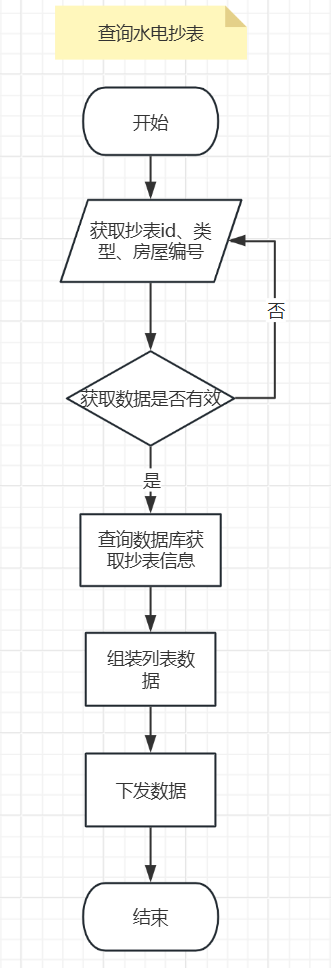 查询水电抄表
开始
获取抄表id、类
型、房屋编号
否
获取数据是否有效
是
查询数据库获
取抄表信息
组装列表数
据
下发数据
结束